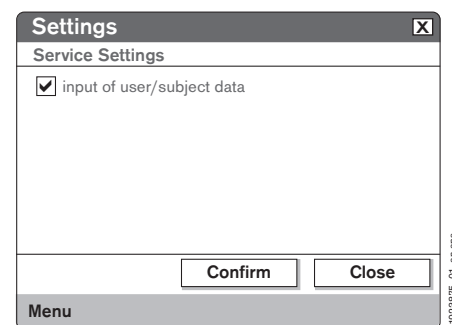 Settings
X
Service Settings
input of user/subject data
Confirm
Close
Menu